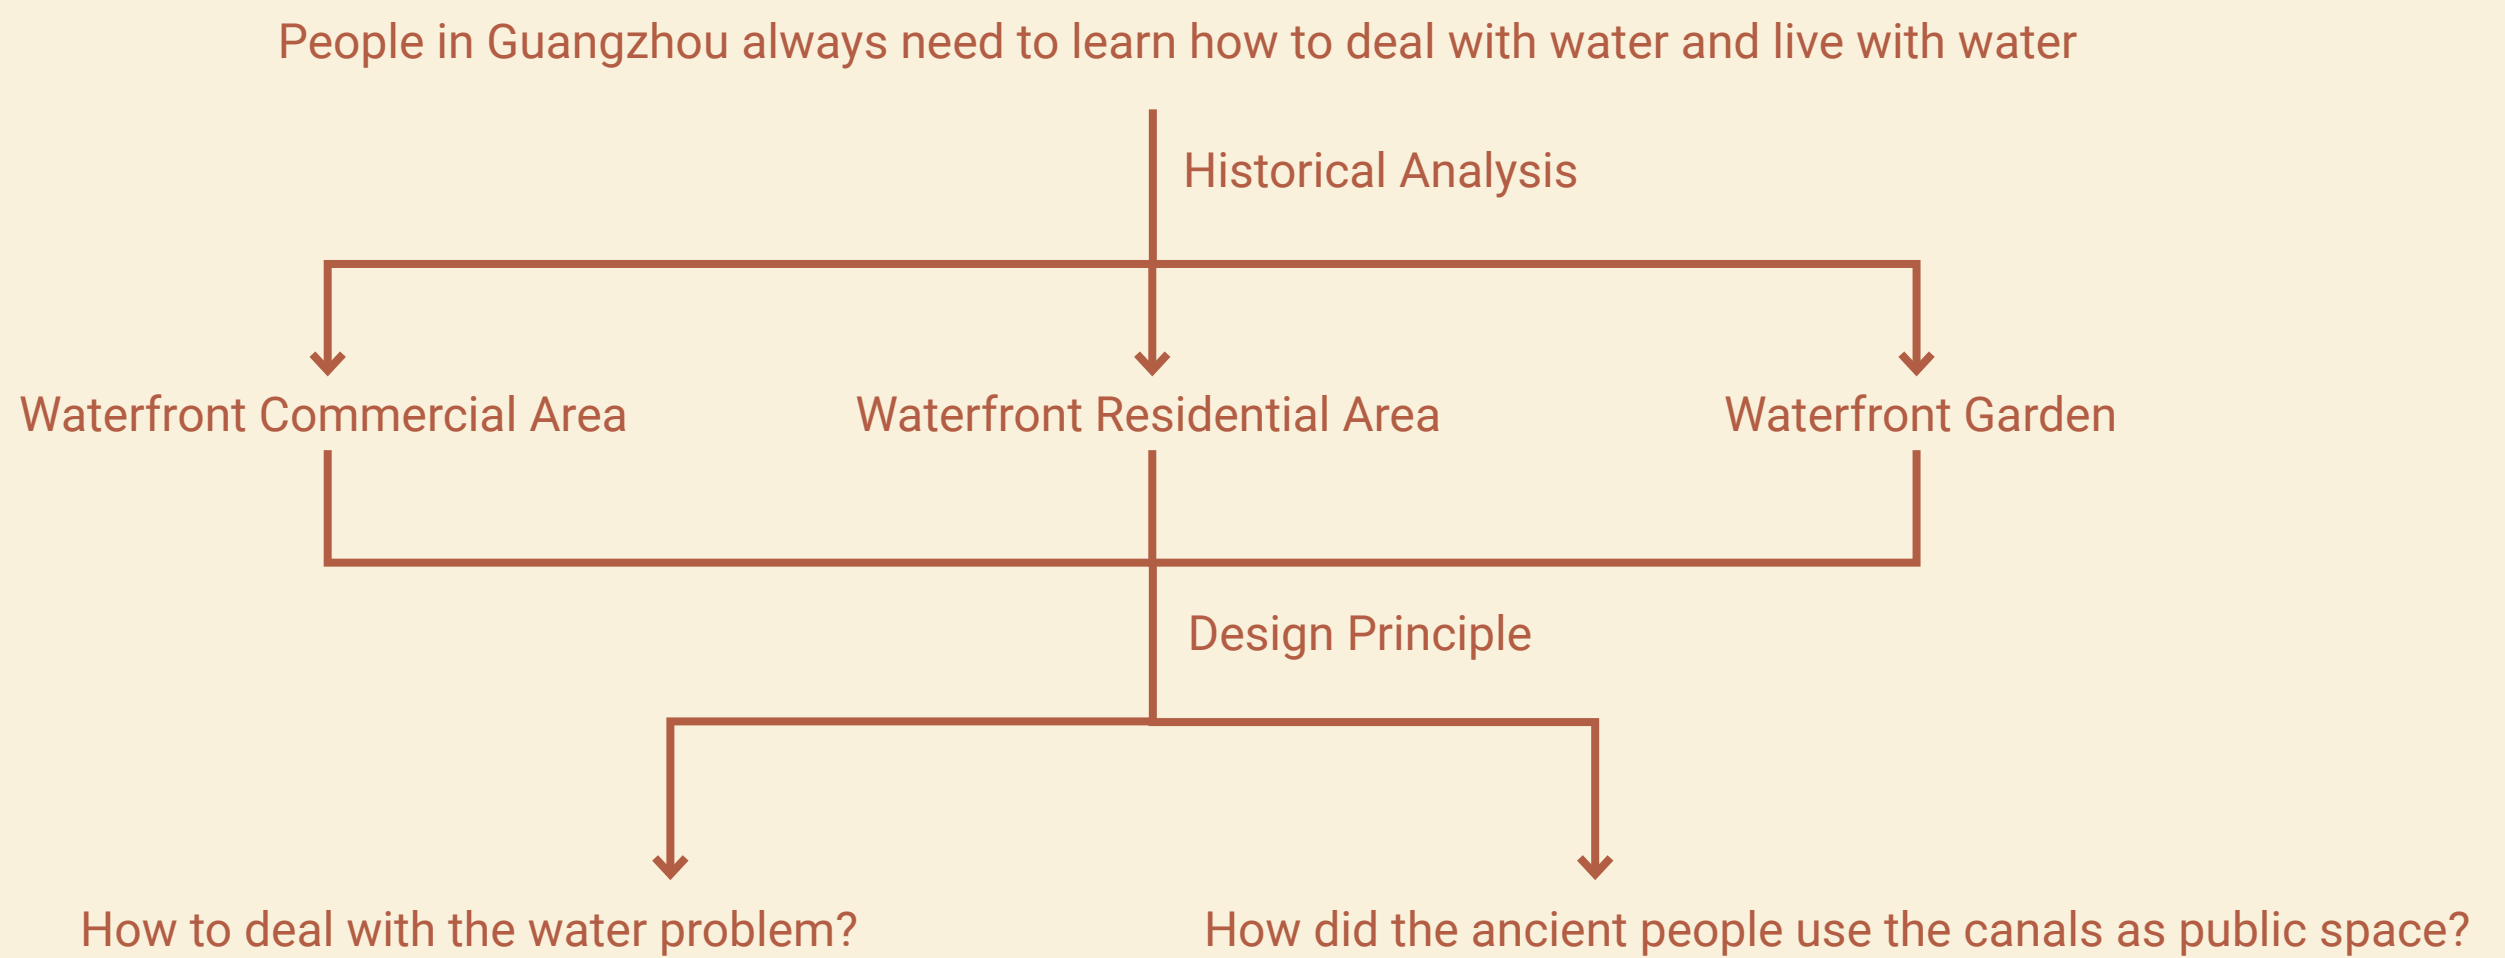 People in Guangzhou always need to learn how to deal with water and live with water
Historical Analysis
Waterfront Commercial Area
Waterfront Residential Area
Waterfront Garden
Design Principle
How to deal with the water problem?
How did the ancient people use the canals as public space?